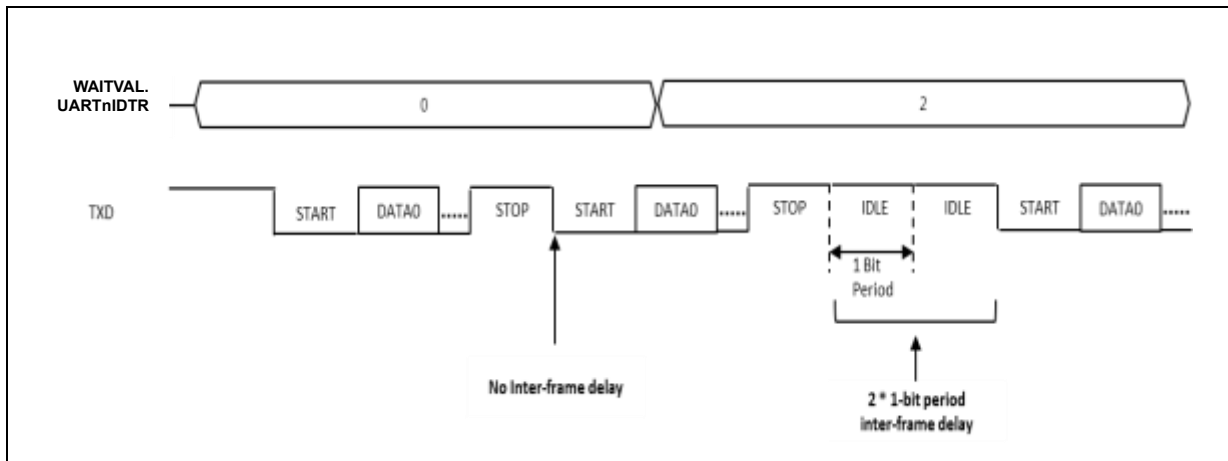 WAITVAL.
UARTnIDTR
0
2
TXD
START
DATA0
.....
STOP
START
DATA0
.....
STOP
IDLE
IDLE
START
DATA0
.....
1 Bit
Period
No Inter-frame delay
2 * 1-bit period
inter-frame delay